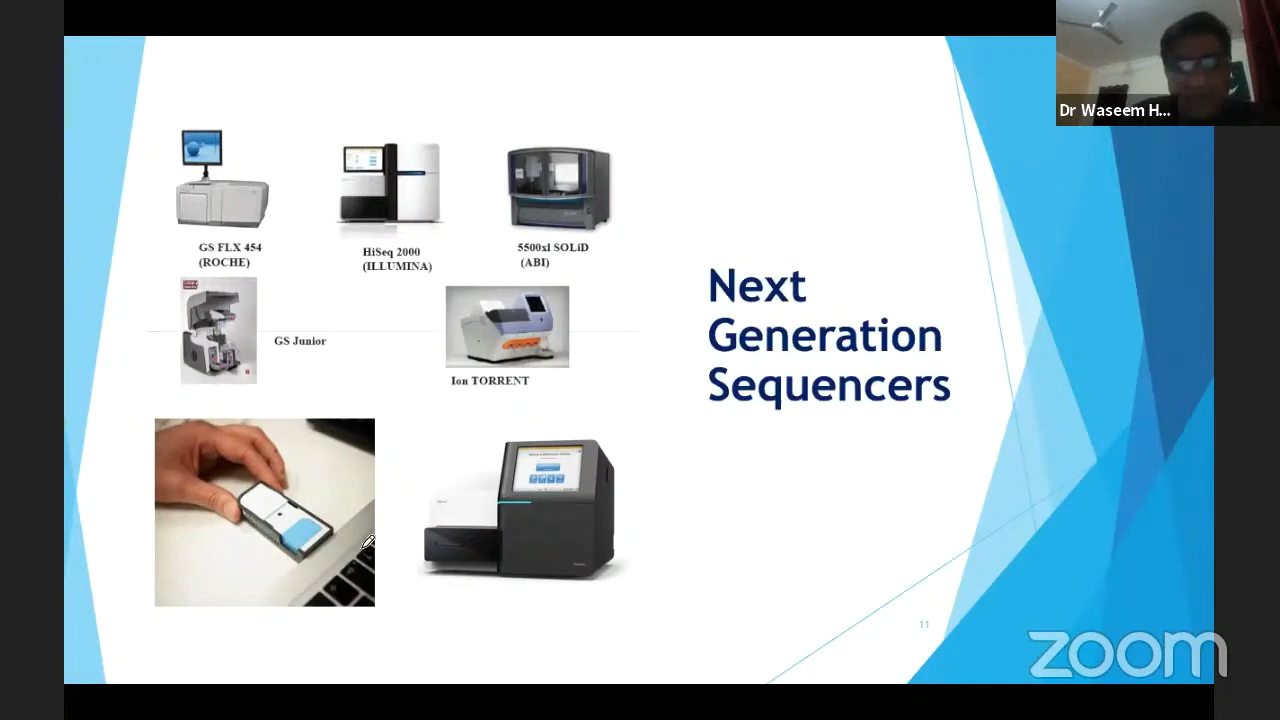 Dr Waseem H...
GS FLX 454
(ROCHE)
HiSeq 2000
(ILLUMINA)
5500xl SOLiD
(ABI)
GS Junior
Ion TORRENT
Next
Generation
Sequencers
11
zoom